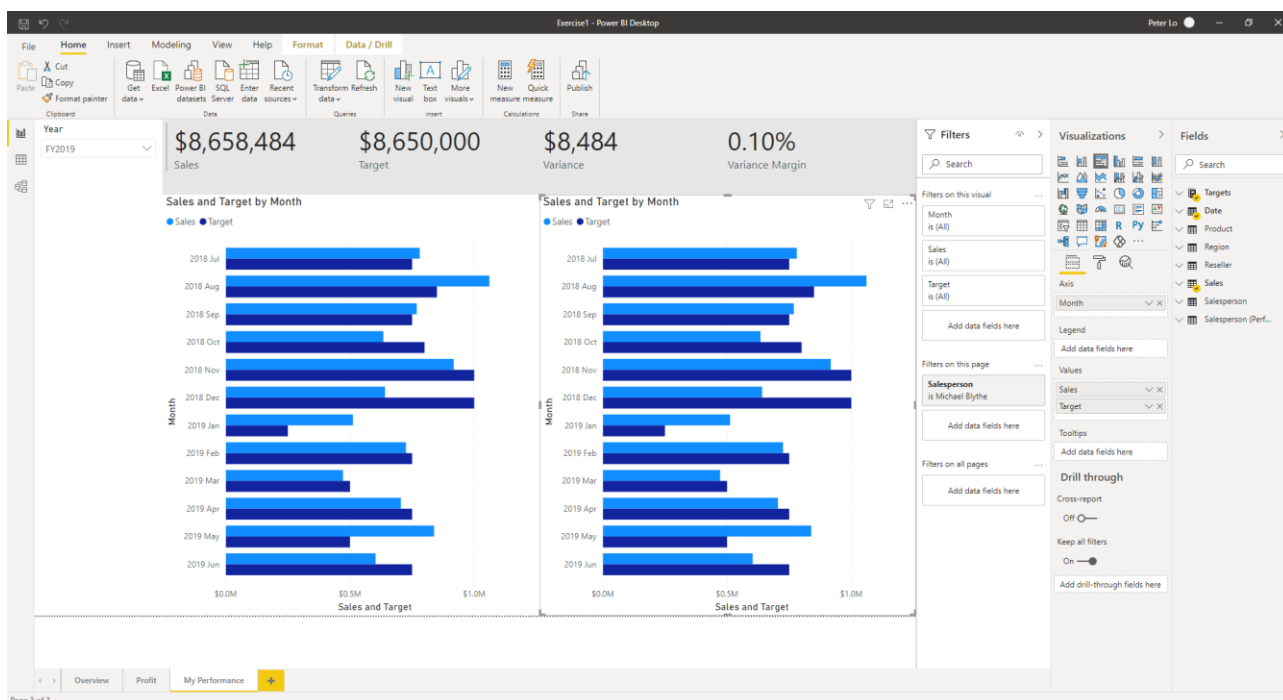 Exercise1 - Power BI Desktop
Peter Lo
File Home Insert Modeling View Help Format Data / Drill
Paste
Cut
Copy
Format painter
Clipboard
Get data
Excel
Power BI datasets
SQL Server
Enter data
Recent sources
Data
Transform data
Refresh
Queries
New visual
Text box
More visuals
Insert
New measure
Quick measure
Calculations
Publish
Share
Year
FY2019
$8,658,484
Sales
$8,650,000
Target
$8,484
Variance
0.10%
Variance Margin
Sales and Target by Month
Sales Target
Month
2018 Jul
2018 Aug
2018 Sep
2018 Oct
2018 Nov
2018 Dec
2019 Jan
2019 Feb
2019 Mar
2019 Apr
2019 May
2019 Jun
$0.0M $0.5M $1.0M
Sales and Target
Sales and Target by Month
Sales Target
Month
2018 Jul
2018 Aug
2018 Sep
2018 Oct
2018 Nov
2018 Dec
2019 Jan
2019 Feb
2019 Mar
2019 Apr
2019 May
2019 Jun
$0.0M $0.5M $1.0M
Sales and Target
Filters
Search
Filters on this visual
Month
is (All)
Sales
is (All)
Target
is (All)
Add data fields here
Filters on this page
Salesperson
is Michael Blythe
Add data fields here
Filters on all pages
Add data fields here
Visualizations
R Py
Axis
Month
Legend
Add data fields here
Values
Sales
Target
Tooltips
Add data fields here
Drill through
Cross-report
Off
Keep all filters
On
Add drill-through fields here
Fields
Search
Targets
Date
Product
Region
Reseller
Sales
Salesperson
Salesperson (Perf...
Overview Profit My Performance